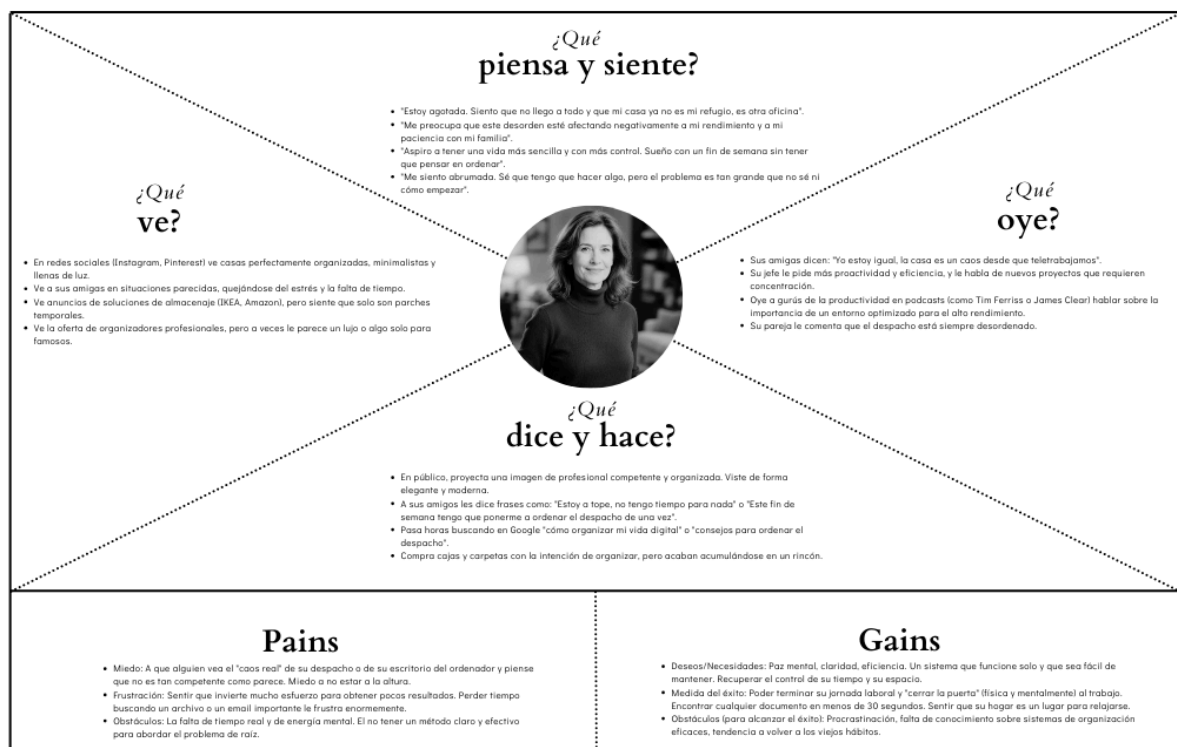 ¿Qué
piensa y siente?
• "Estoy agotada. Siento que no llego a todo y que mi casa ya no es mi refugio, es otra oficina".
• "Me preocupa que este desorden esté afectando negativamente a mi rendimiento y a mi
paciencia con mi familia".
• "Aspiro a tener una vida más sencilla y con más control. Sueño con un fin de semana sin tener
que pensar en ordenar".
• "Me siento abrumada. Sé que tengo que hacer algo, pero el problema es tan grande que no sé ni
cómo empezar".
¿Qué
ve?
• En redes sociales (Instagram, Pinterest) ve casas perfectamente organizadas, minimalistas y
llenas de luz.
• Ve a sus amigas en situaciones parecidas, quejándose del estrés y la falta de tiempo.
• Ve anuncios de soluciones de almacenaje (IKEA, Amazon), pero siente que solo son parches
temporales.
• Ve la oferta de organizadores profesionales, pero a veces le parece un lujo o algo solo para
famosos.
¿Qué
oye?
• Sus amigas dicen: "Yo estoy igual, la casa es un caos desde que teletrabajamos".
• Su jefe le pide más proactividad y eficiencia, y le habla de nuevos proyectos que requieren
concentración.
• Oye a gurús de la productividad en podcasts (como Tim Ferriss o James Clear) hablar sobre la
importancia de un entorno optimizado para el alto rendimiento.
• Su pareja le comenta que el despacho está siempre desordenado.
¿Qué
dice y hace?
• En público, proyecta una imagen de profesional competente y organizada. Viste de forma
elegante y moderna.
• A sus amigos les dice frases como: "Estoy a tope, no tengo tiempo para nada" o "Este fin de
semana tengo que ponerme a ordenar el despacho de una vez".
• Pasa horas buscando en Google "cómo organizar mi vida digital" o "consejos para ordenar el
despacho".
• Compra cajas y carpetas con la intención de organizar, pero acaban acumulándose en un rincón.
Pains
• Miedo: A que alguien vea el "caos real" de su despacho o de su escritorio del ordenador y piense
que no es tan competente como parece. Miedo a no estar a la altura.
• Frustración: Sentir que invierte mucho esfuerzo para obtener pocos resultados. Perder tiempo
buscando un archivo o un email importante le frustra enormemente.
• Obstáculos: La falta de tiempo real y de energía mental. El no tener un método claro y efectivo
para abordar el problema de raíz.
Gains
• Deseos/Necesidades: Paz mental, claridad, eficiencia. Un sistema que funcione solo y que sea fácil de
mantener. Recuperar el control de su tiempo y su espacio.
• Medida del éxito: Poder terminar su jornada laboral y "cerrar la puerta" (física y mentalmente) al trabajo.
Encontrar cualquier documento en menos de 30 segundos. Sentir que su hogar es un lugar para relajarse.
• Obstáculos (para alcanzar el éxito): Procrastinación, falta de conocimiento sobre sistemas de organización
eficaces, tendencia a volver a los viejos hábitos.